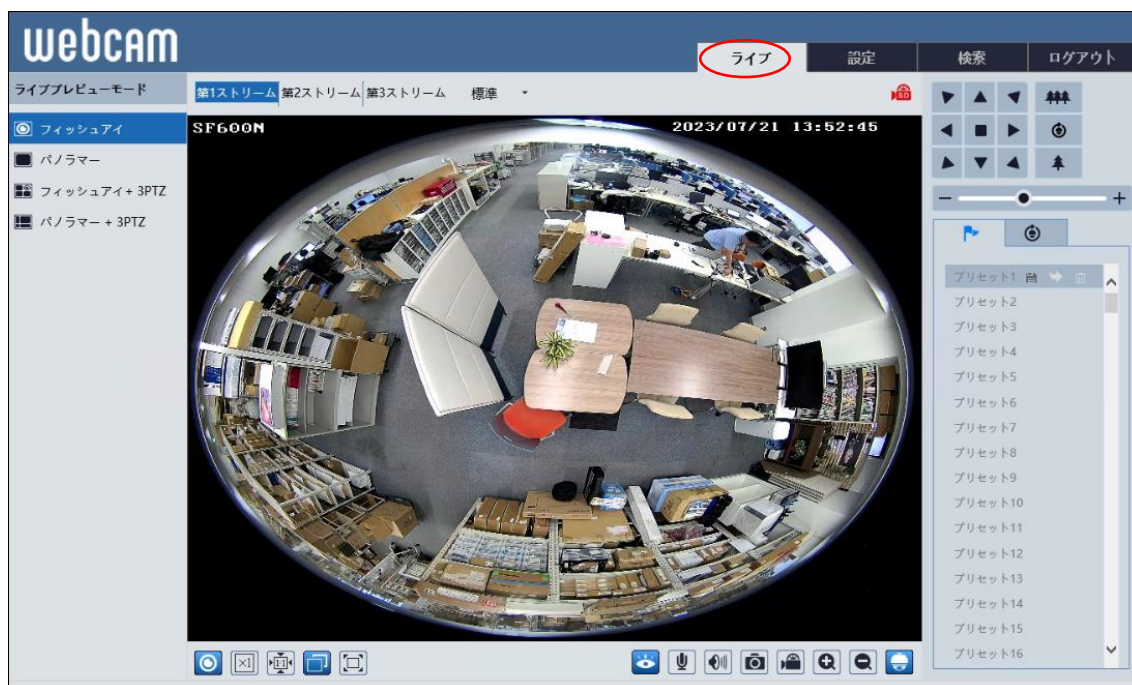 webcam
ライブ 設定 検索 ログアウト
ライブプレビューモード
第1ストリーム 第2ストリーム 第3ストリーム 標準
SD
フィッシュアイ
パノラマー
フィッシュアイ+ 3PTZ
パノラマー + 3PTZ
SF600N 2023/07/21 13:52:45
プリセット1
プリセット2
プリセット3
プリセット4
プリセット5
プリセット6
プリセット7
プリセット8
プリセット9
プリセット10
プリセット11
プリセット12
プリセット13
プリセット14
プリセット15
プリセット16
×1 1:1